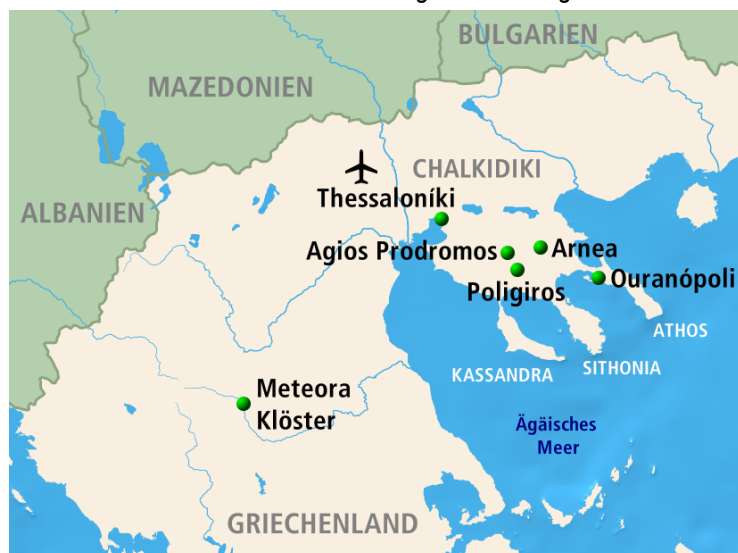 BULGARIEN
MAZEDONIEN
CHALKIDIKI
Thessaloníki
ALBANIEN
Agios Prodromos
Arnea
Poligiros
Ouranópoli
ATHOS
KASSANDRA
SITHONIA
Meteora
Klöster
Ägäisches
Meer
GRIECHENLAND